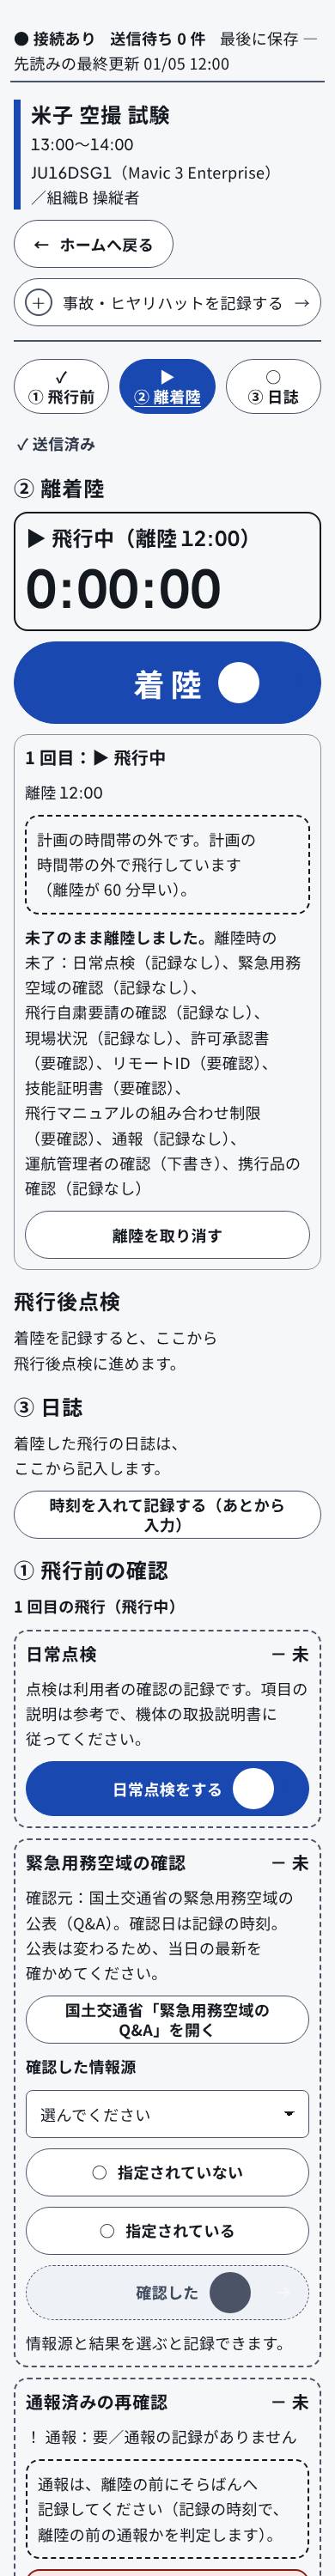 ● 接続あり 送信待ち 0 件 最後に保存 —
先読みの最終更新 01/05 12:00
米子 空撮 試験
13:00〜14:00
JU16DSG1（Mavic 3 Enterprise）
／組織B 操縦者
← ホームへ戻る
＋ 事故・ヒヤリハットを記録する →
✓
① 飛行前
▶
② 離着陸
○
③ 日誌
✓ 送信済み
② 離着陸
▶ 飛行中（離陸 12:00）
0:00:00
着陸
1 回目：▶ 飛行中
離陸 12:00
計画の時間帯の外です。計画の
時間帯の外で飛行しています
（離陸が 60 分早い）。
未了のまま離陸しました。離陸時の
未了：日常点検（記録なし）、緊急用務
空域の確認（記録なし）、
飛行自粛要請の確認（記録なし）、
現場状況（記録なし）、許可承認書
（要確認）、リモートID（要確認）、
技能証明書（要確認）、
飛行マニュアルの組み合わせ制限
（要確認）、通報（記録なし）、
運航管理者の確認（下書き）、携行品の
確認（記録なし）
離陸を取り消す
飛行後点検
着陸を記録すると、ここから
飛行後点検に進めます。
③ 日誌
着陸した飛行の日誌は、
ここから記入します。
時刻を入れて記録する（あとから
入力）
① 飛行前の確認
1 回目の飛行（飛行中）
日常点検 － 未
点検は利用者の確認の記録です。項目の
説明は参考で、機体の取扱説明書に
従ってください。
日常点検をする
緊急用務空域の確認 － 未
確認元：国土交通省の緊急用務空域の
公表（Q&A）。確認日は記録の時刻。
公表は変わるため、当日の最新を
確かめてください。
国土交通省「緊急用務空域の
Q&A」を開く
確認した情報源
選んでください
○ 指定されていない
○ 指定されている
確認した →
情報源と結果を選ぶと記録できます。
通報済みの再確認 － 未
！ 通報：要／通報の記録がありません
通報は、離陸の前にそらばんへ
記録してください（記録の時刻で、
離陸の前の通報かを判定します）。